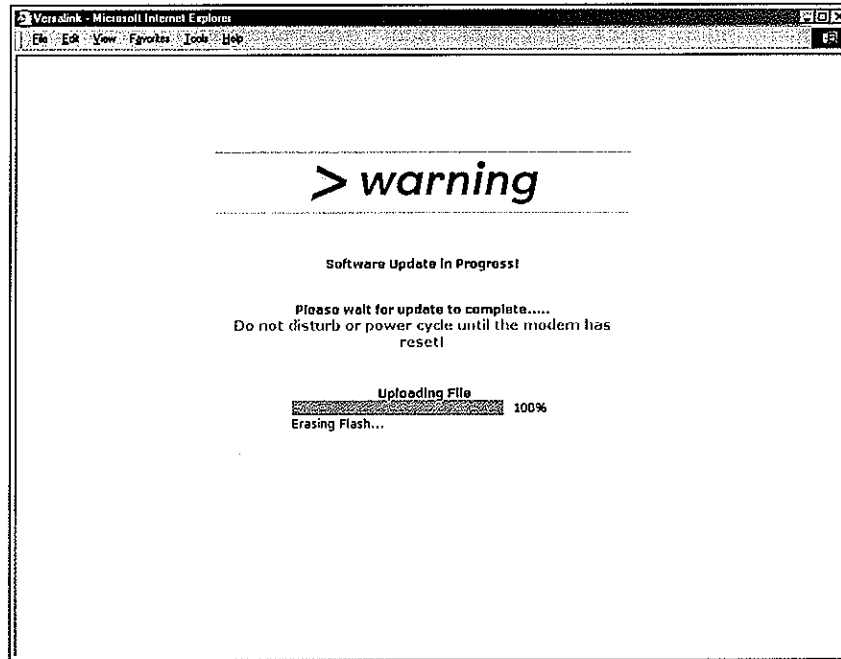 Versalink - Microsoft Internet Explorer
File Edit View Favorites Tools Help
> warning
Software Update in Progress!
Please wait for update to complete.....
Do not disturb or power cycle until the modem has
reset!
Uploading File
100%
Erasing Flash...